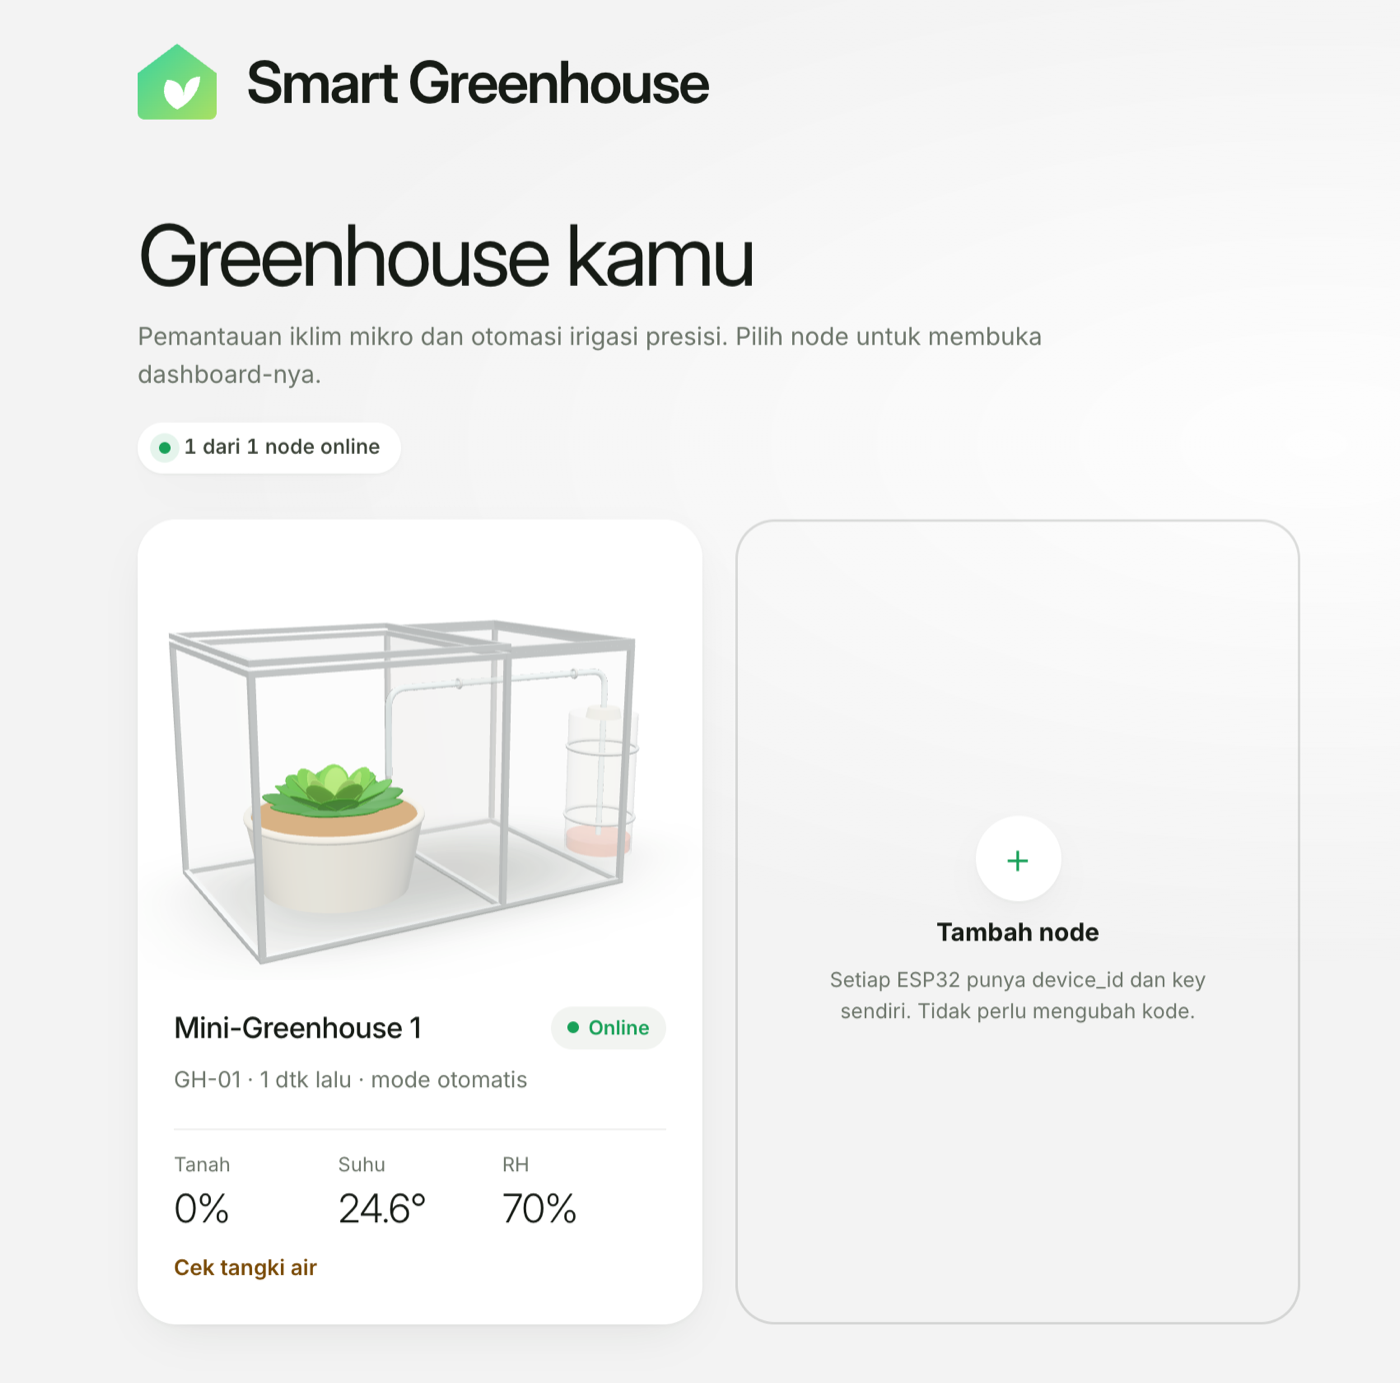 Smart Greenhouse
Greenhouse kamu
Pemantauan iklim mikro dan otomasi irigasi presisi. Pilih node untuk membuka
dashboard-nya.
1 dari 1 node online
Mini-Greenhouse 1
Online
GH-01 · 1 dtk lalu · mode otomatis
Tanah
Suhu
RH
0%
24.6°
70%
Cek tangki air
+
Tambah node
Setiap ESP32 punya device_id dan key
sendiri. Tidak perlu mengubah kode.